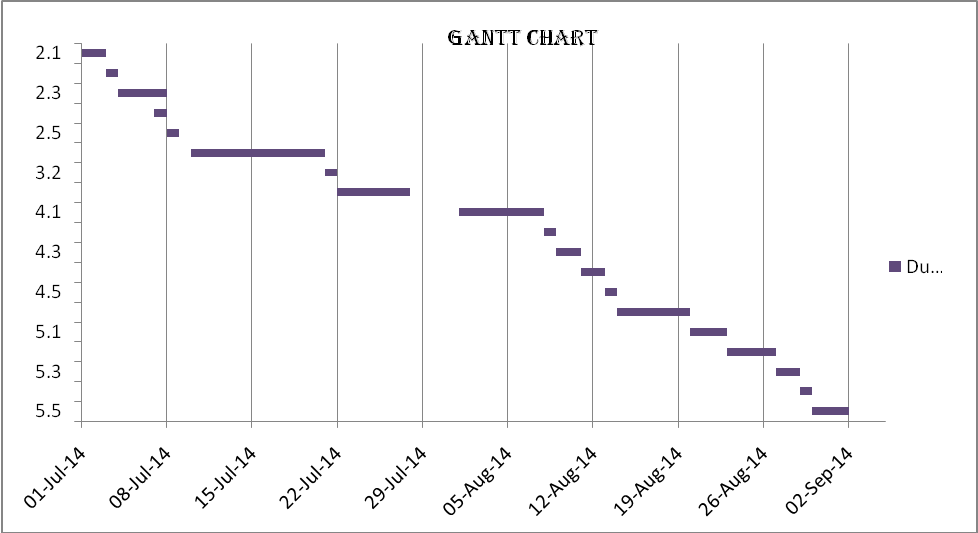 GANTT CHART
2.1
2.3
2.5
3.2
4.1
4.3
4.5
5.1
5.3
5.5
Du...
01-Jul-14
08-Jul-14
15-Jul-14
22-Jul-14
29-Jul-14
05-Aug-14
12-Aug-14
19-Aug-14
26-Aug-14
02-Sep-14